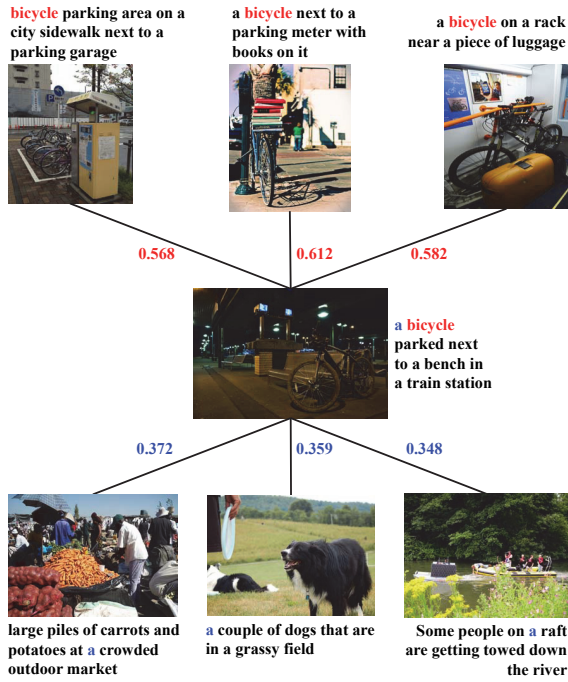 bicycle parking area on a
city sidewalk next to a
parking garage
a bicycle next to a
parking meter with
books on it
a bicycle on a rack
near a piece of luggage
0.568
0.612
0.582
a bicycle
parked next
to a bench in
a train station
0.372
0.359
0.348
large piles of carrots and
potatoes at a crowded
outdoor market
a couple of dogs that are
in a grassy field
Some people on a raft
are getting towed down
the river